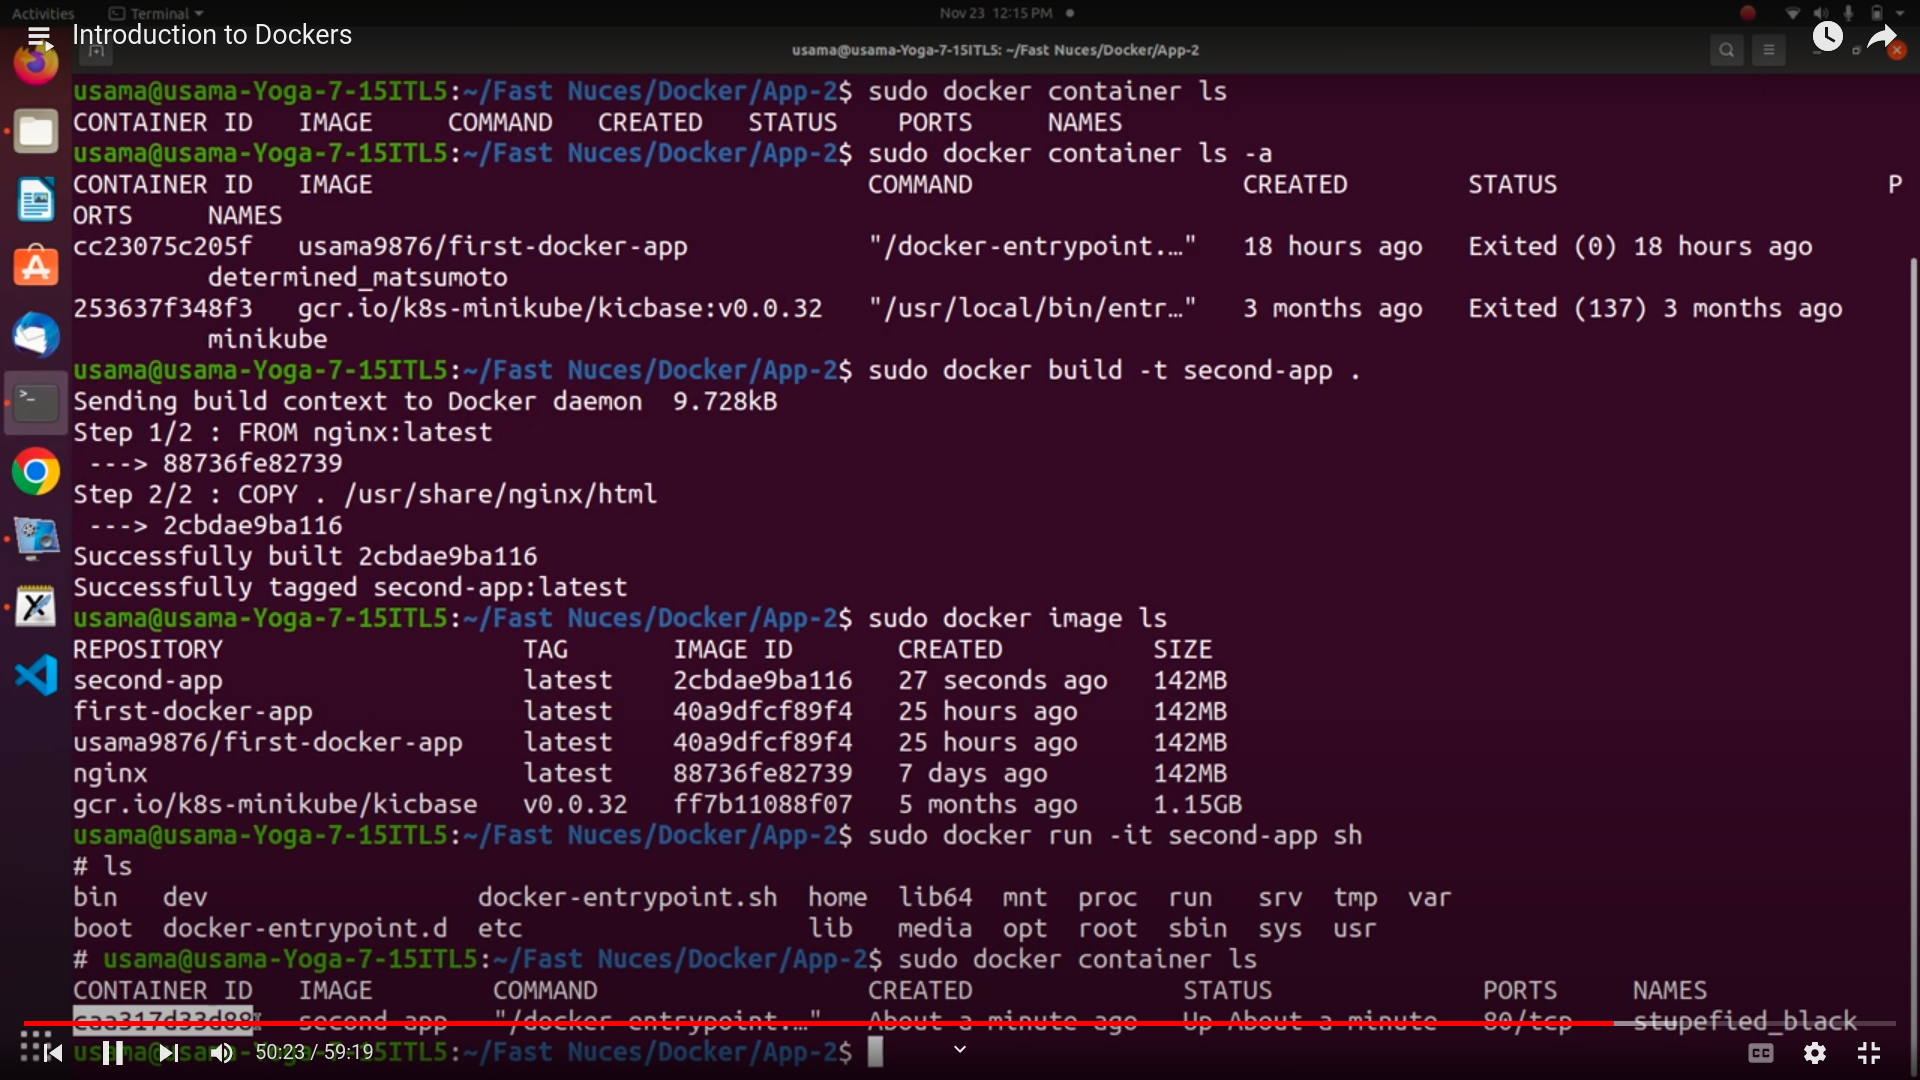 Activities Terminal Nov 23 12:15 PM
Introduction to Dockers
usama@usama-Yoga-7-15ITL5: ~/Fast Nuces/Docker/App-2
usama@usama-Yoga-7-15ITL5:~/Fast Nuces/Docker/App-2$ sudo docker container ls
CONTAINER ID IMAGE COMMAND CREATED STATUS PORTS NAMES
usama@usama-Yoga-7-15ITL5:~/Fast Nuces/Docker/App-2$ sudo docker container ls -a
CONTAINER ID IMAGE COMMAND CREATED STATUS P
ORTS NAMES
cc23075c205f usama9876/first-docker-app "/docker-entrypoint.…" 18 hours ago Exited (0) 18 hours ago
determined_matsumoto
253637f348f3 gcr.io/k8s-minikube/kicbase:v0.0.32 "/usr/local/bin/entr…" 3 months ago Exited (137) 3 months ago
minikube
usama@usama-Yoga-7-15ITL5:~/Fast Nuces/Docker/App-2$ sudo docker build -t second-app .
Sending build context to Docker daemon 9.728kB
Step 1/2 : FROM nginx:latest
---> 88736fe82739
Step 2/2 : COPY . /usr/share/nginx/html
---> 2cbdae9ba116
Successfully built 2cbdae9ba116
Successfully tagged second-app:latest
usama@usama-Yoga-7-15ITL5:~/Fast Nuces/Docker/App-2$ sudo docker image ls
REPOSITORY TAG IMAGE ID CREATED SIZE
second-app latest 2cbdae9ba116 27 seconds ago 142MB
first-docker-app latest 40a9dfcf89f4 25 hours ago 142MB
usama9876/first-docker-app latest 40a9dfcf89f4 25 hours ago 142MB
nginx latest 88736fe82739 7 days ago 142MB
gcr.io/k8s-minikube/kicbase v0.0.32 ff7b11088f07 5 months ago 1.15GB
usama@usama-Yoga-7-15ITL5:~/Fast Nuces/Docker/App-2$ sudo docker run -it second-app sh
# ls
bin dev docker-entrypoint.sh home lib64 mnt proc run srv tmp var
boot docker-entrypoint.d etc lib media opt root sbin sys usr
# usama@usama-Yoga-7-15ITL5:~/Fast Nuces/Docker/App-2$ sudo docker container ls
CONTAINER ID IMAGE COMMAND CREATED STATUS PORTS NAMES
second-app "/docker-entrypoint.…" About a minute ago Up About a minute 80/tcp stupefied_black
usama@usama-Yoga-7-15ITL5:~/Fast Nuces/Docker/App-2$
50:23 / 59:19
CC